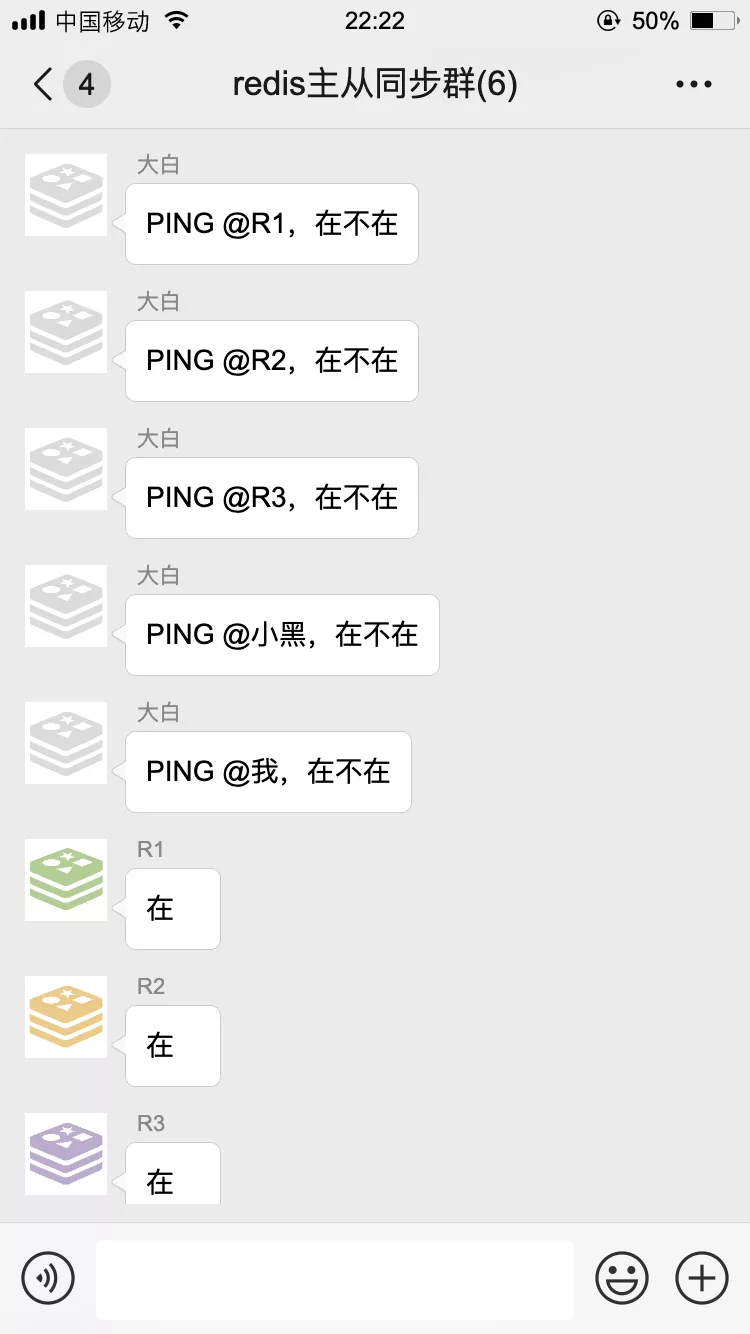 中国移动 22:22 50%
4 redis主从同步群(6)
大白
PING @R1，在不在
大白
PING @R2，在不在
大白
PING @R3，在不在
大白
PING @小黑，在不在
大白
PING @我，在不在
R1
在
R2
在
R3
在